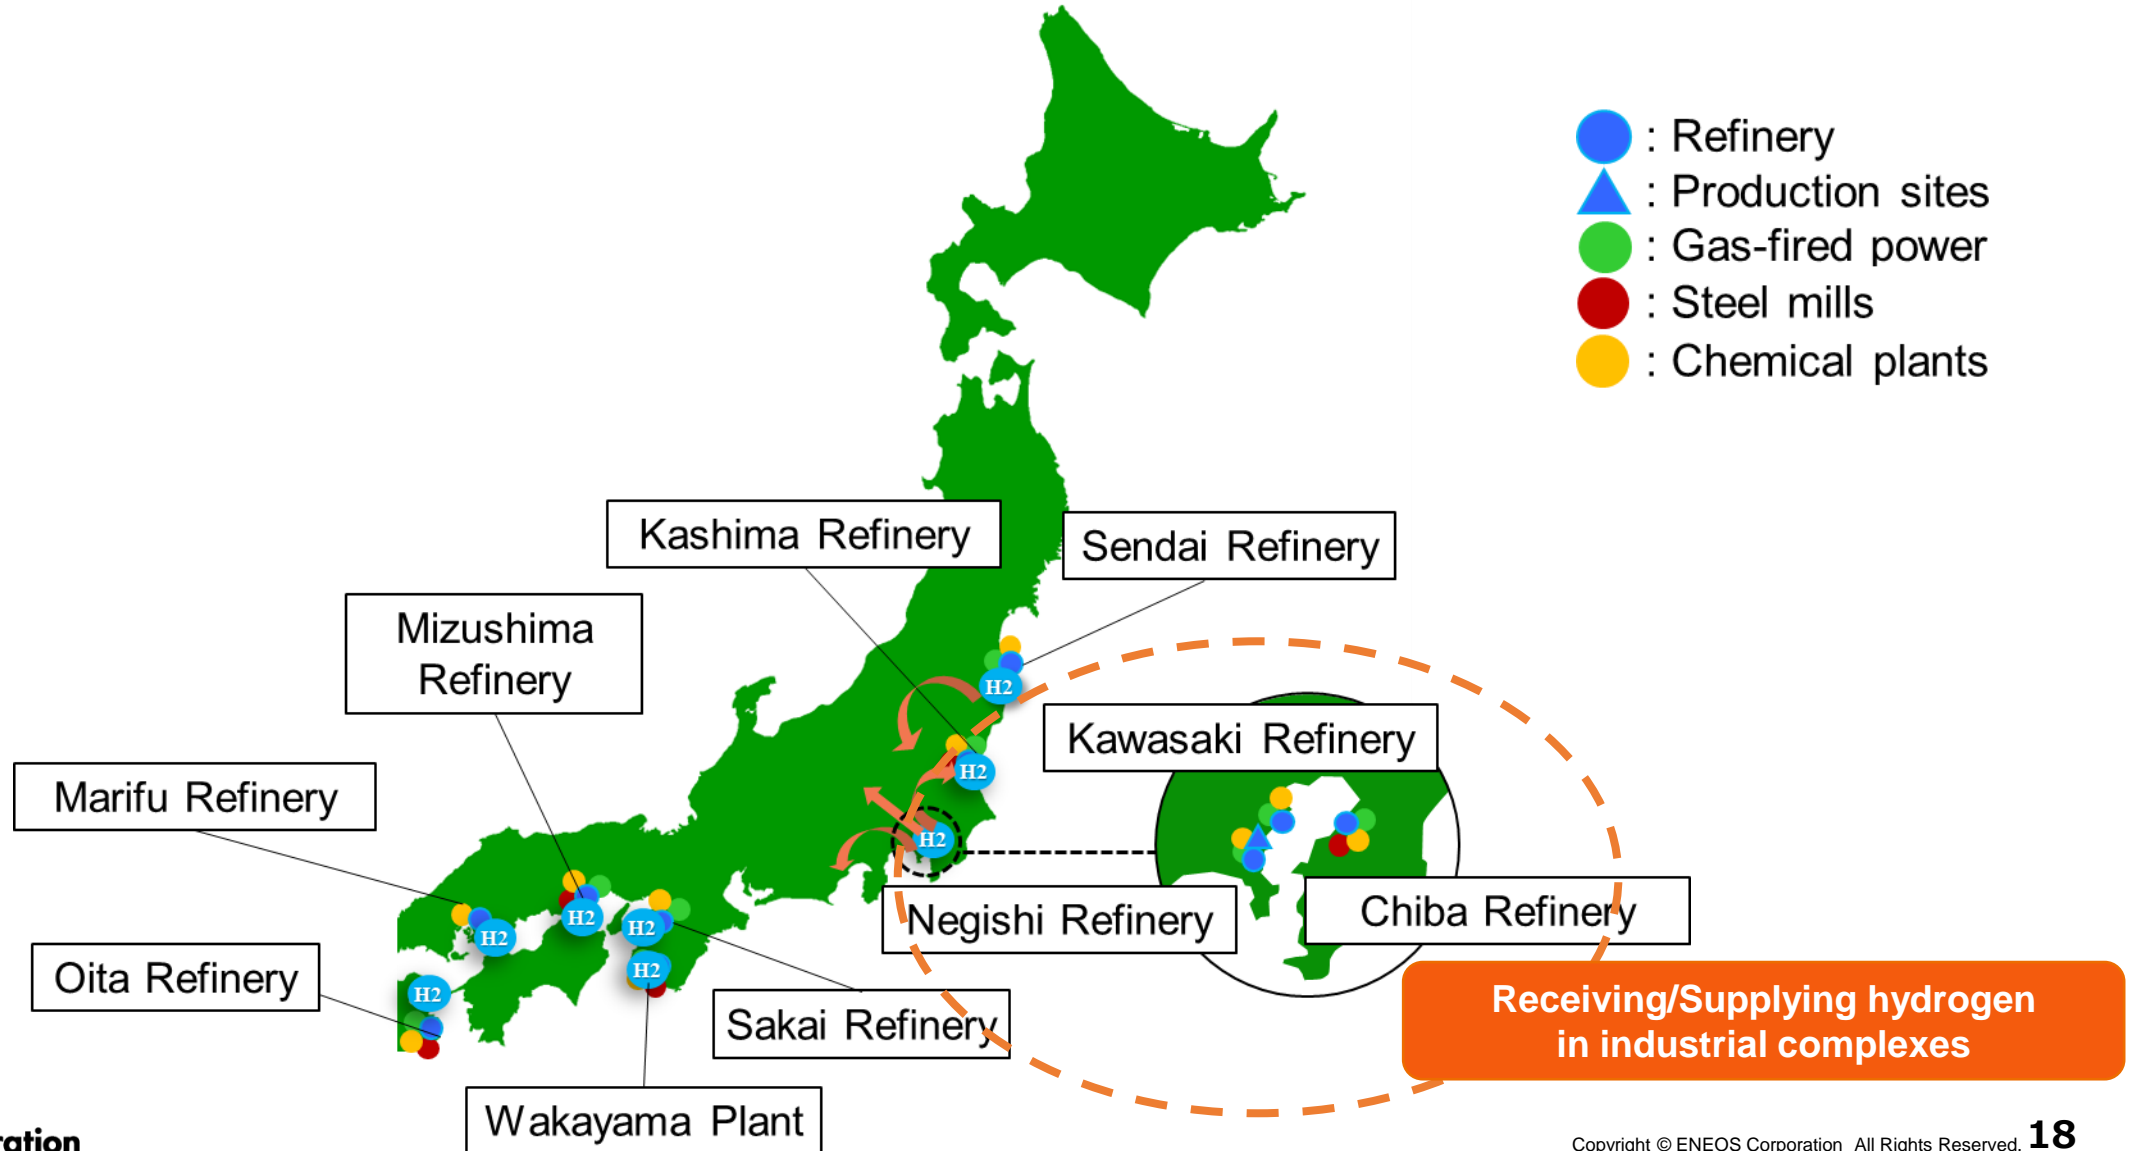 : Refinery
: Production sites
: Gas-fired power
: Steel mills
: Chemical plants
Kashima Refinery
Sendai Refinery
Mizushima
Refinery
H2
Kawasaki Refinery
H2
Marifu Refinery
H2
Negishi Refinery
Chiba Refinery
H2
H2
H2
Oita Refinery
H2
H2
Sakai Refinery
Receiving/Supplying hydrogen
in industrial complexes
Wakayama Plant
Copyright © ENEOS Corporation All Rights Reserved.
18